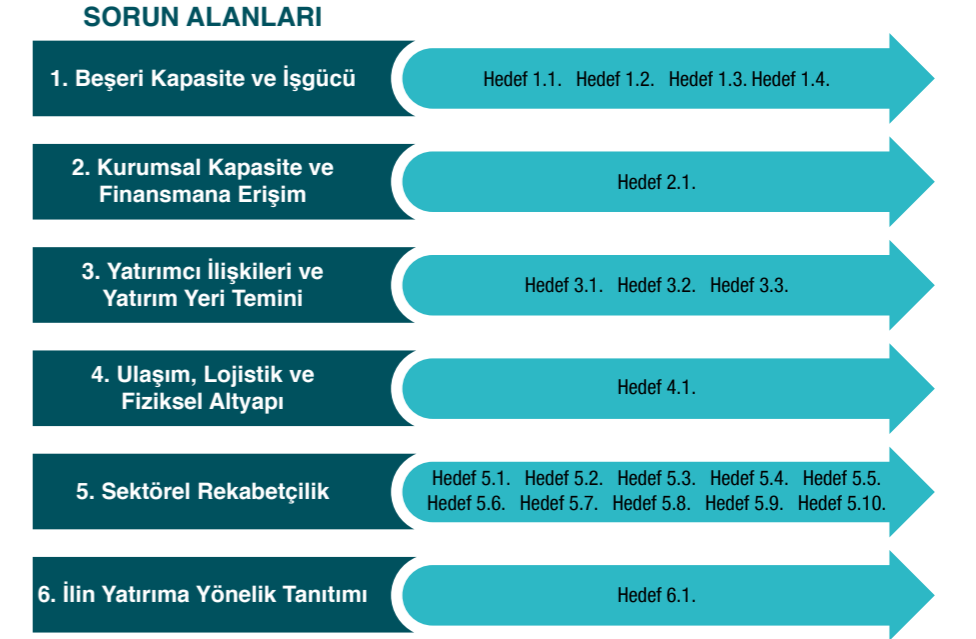 SORUN ALANLARI
1. Beşeri Kapasite ve İşgücü
Hedef 1.1. Hedef 1.2. Hedef 1.3. Hedef 1.4.
2. Kurumsal Kapasite ve
Finansmana Erişim
Hedef 2.1.
3. Yatırımcı İlişkileri ve
Yatırım Yeri Temini
Hedef 3.1. Hedef 3.2. Hedef 3.3.
4. Ulaşım, Lojistik ve
Fiziksel Altyapı
Hedef 4.1.
5. Sektörel Rekabetçilik
Hedef 5.1. Hedef 5.2. Hedef 5.3. Hedef 5.4. Hedef 5.5.
Hedef 5.6. Hedef 5.7. Hedef 5.8. Hedef 5.9. Hedef 5.10.
6. İlin Yatırıma Yönelik Tanıtımı
Hedef 6.1.